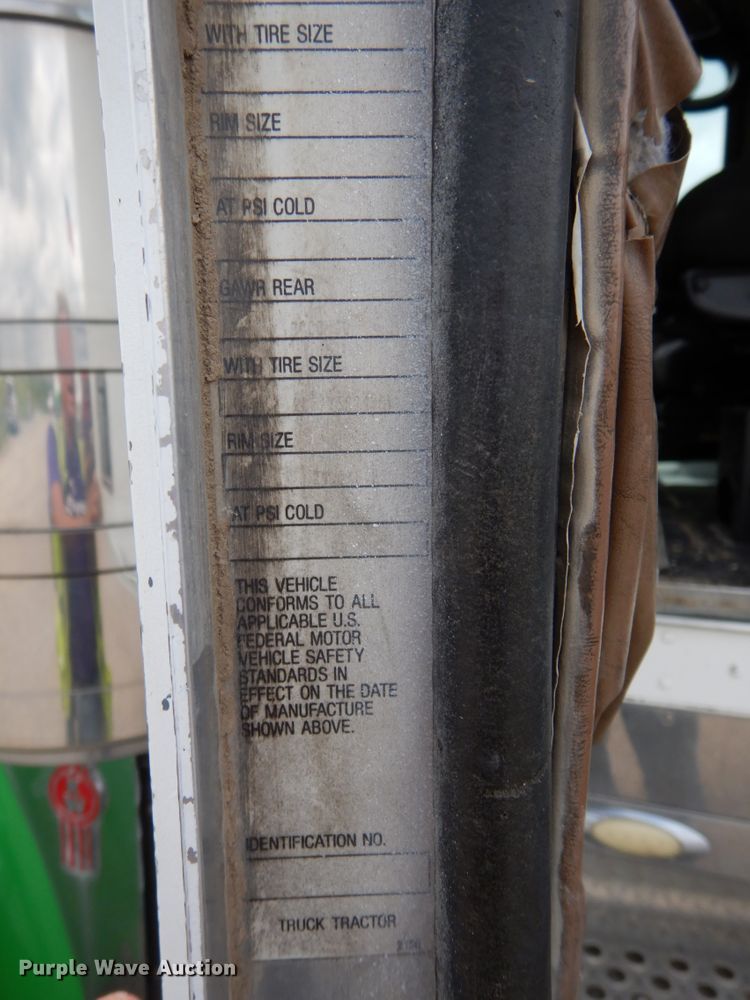 WITH TIRE SIZE
RIM SIZE
AT PSI COLD
GAWR REAR
WITH TIRE SIZE
RIM SIZE
AT PSI COLD
THIS VEHICLE
CONFORMS TO ALL
APPLICABLE U.S.
FEDERAL MOTOR
VEHICLE SAFETY
STANDARDS IN
EFFECT ON THE DATE
OF MANUFACTURE
SHOWN ABOVE.
IDENTIFICATION NO.
TRUCK TRACTOR
Purple Wave Auction